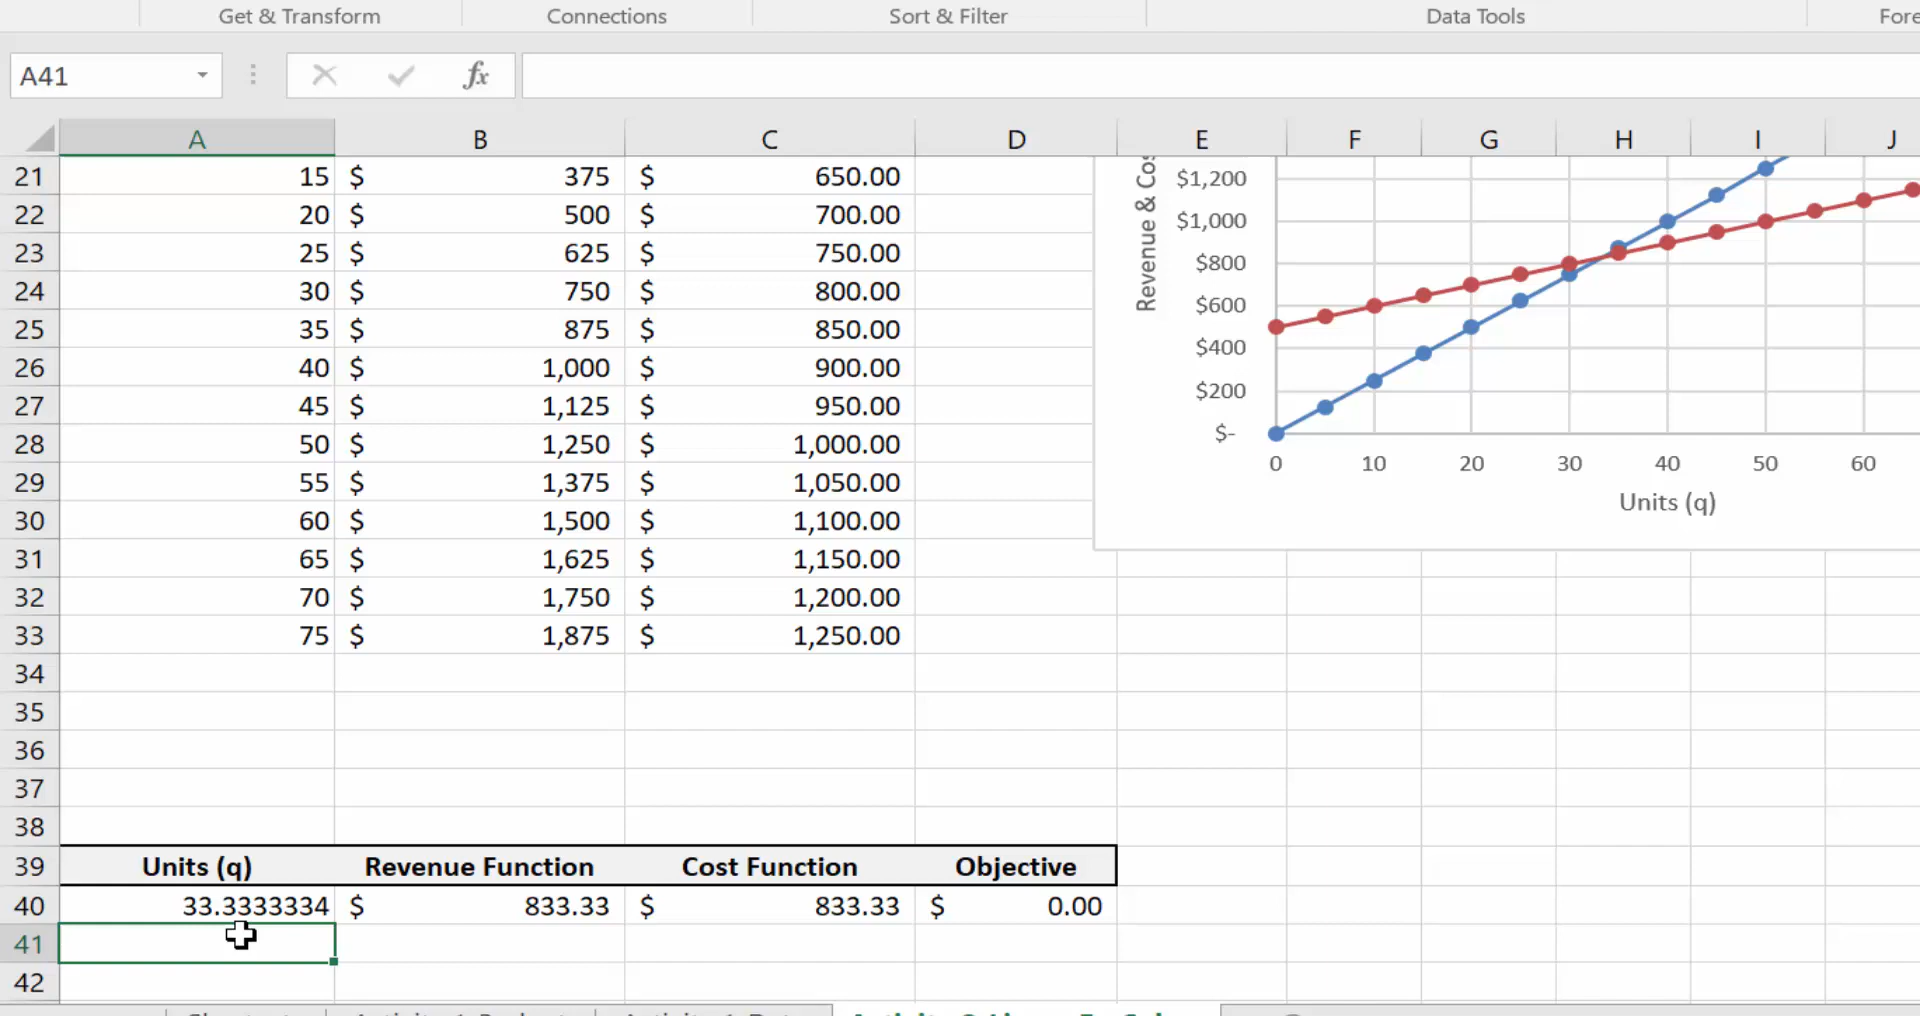 Get & Transform Connections Sort & Filter Data Tools
A41 fx
A B C D E F G H I J
21 15 $ 375 $ 650.00
22 20 $ 500 $ 700.00
23 25 $ 625 $ 750.00
24 30 $ 750 $ 800.00
25 35 $ 875 $ 850.00
26 40 $ 1,000 $ 900.00
27 45 $ 1,125 $ 950.00
28 50 $ 1,250 $ 1,000.00
29 55 $ 1,375 $ 1,050.00
30 60 $ 1,500 $ 1,100.00
31 65 $ 1,625 $ 1,150.00
32 70 $ 1,750 $ 1,200.00
33 75 $ 1,875 $ 1,250.00
34
35
36
37
38
39 Units (q) Revenue Function Cost Function Objective
40 33.3333334 $ 833.33 $ 833.33 $ 0.00
41
42
Revenue &
$1,200
$1,000
$800
$600
$400
$200
$-
0 10 20 30 40 50 60
Units (q)